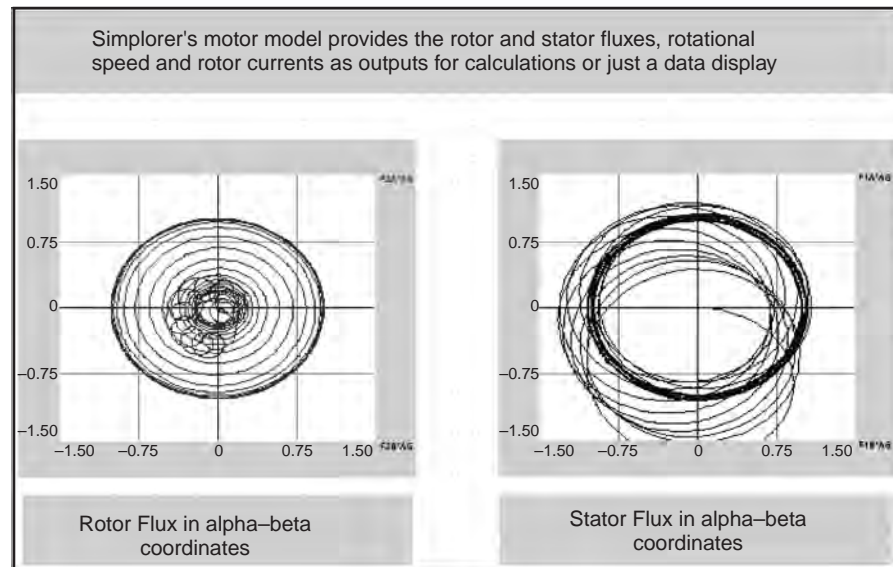 Simplorer's motor model provides the rotor and stator fluxes, rotational
speed and rotor currents as outputs for calculations or just a data display
1.50
0.75
0
–0.75
–1.50
–1.50 –0.75 0 0.75 1.50
Rotor Flux in alpha–beta
coordinates
1.50
0.75
0
–0.75
–1.50
–1.50 –0.75 0 0.75 1.50
Stator Flux in alpha–beta
coordinates